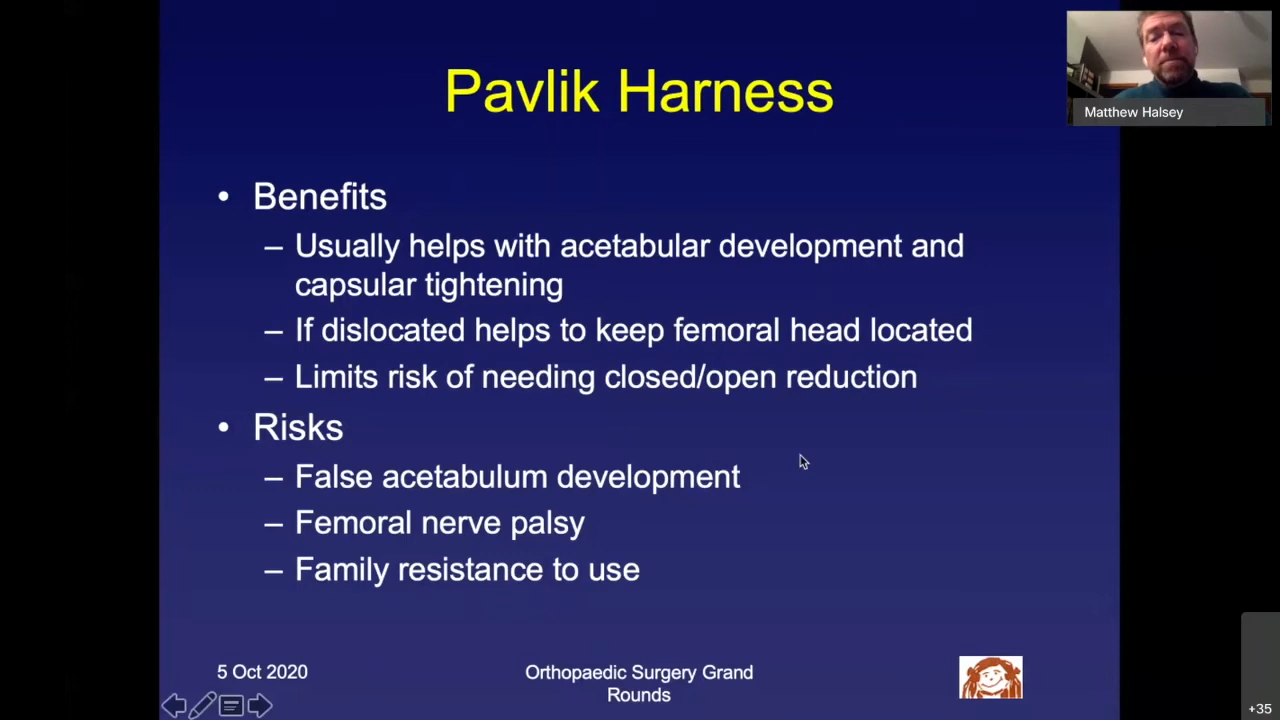 Pavlik Harness
Matthew Halsey
• Benefits
– Usually helps with acetabular development and
capsular tightening
– If dislocated helps to keep femoral head located
– Limits risk of needing closed/open reduction
• Risks
– False acetabulum development
– Femoral nerve palsy
– Family resistance to use
5 Oct 2020
Orthopaedic Surgery Grand
Rounds
+35